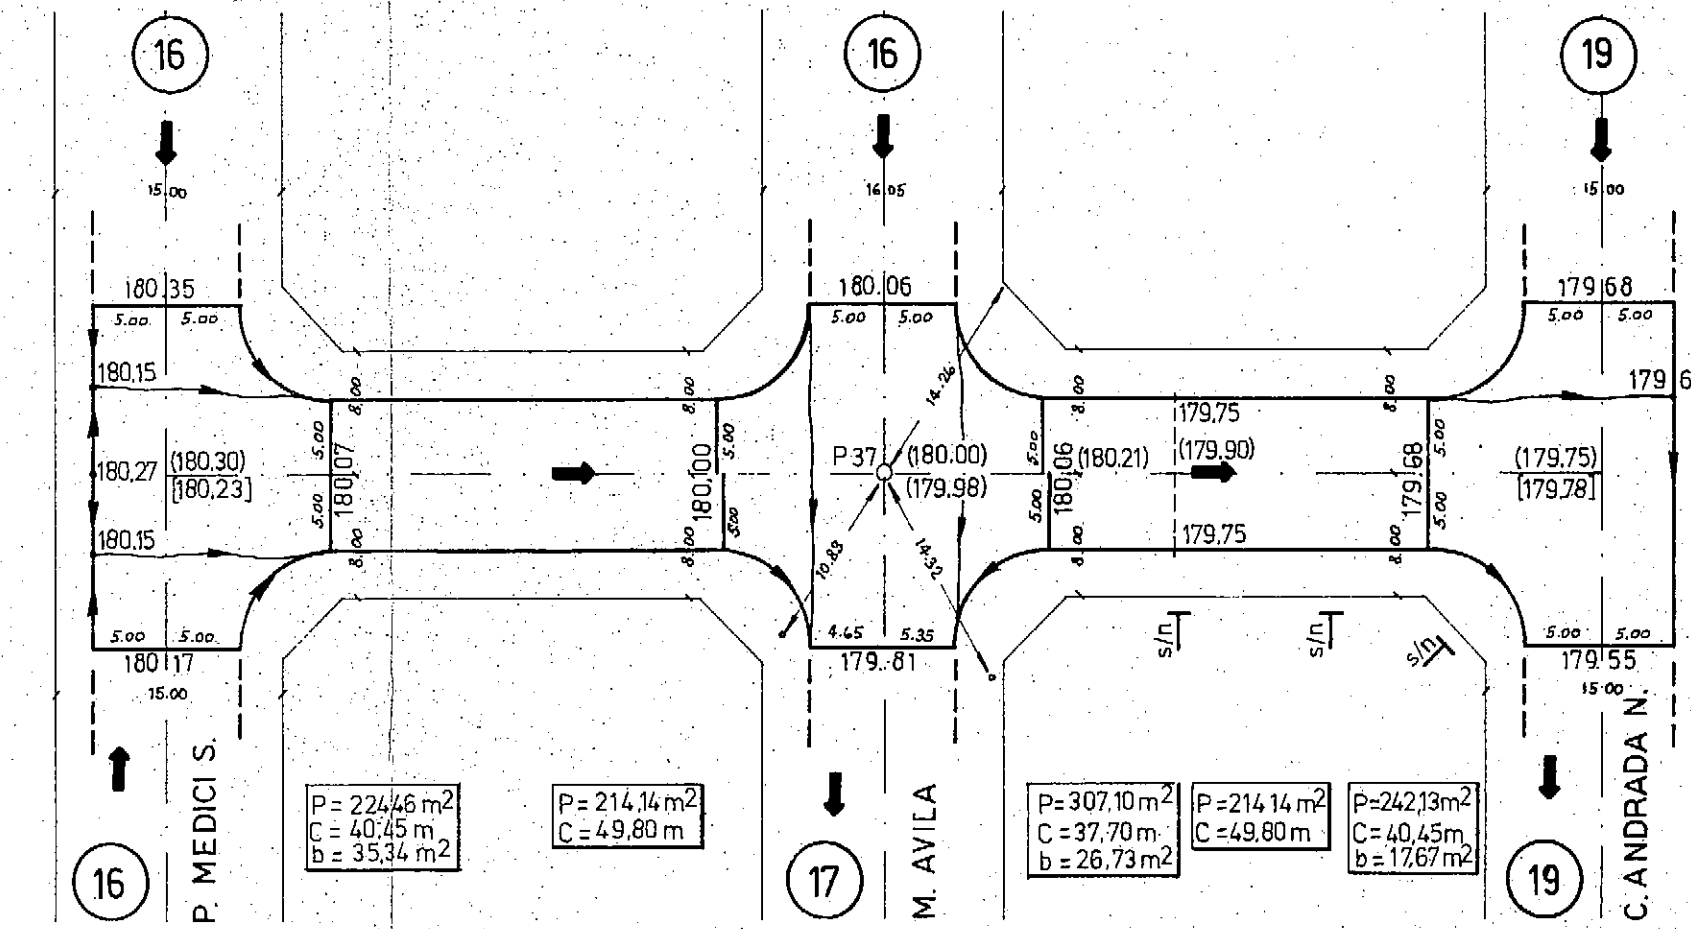 16
16
19
15.00
16.05
15.00
180.35
180.06
179.68
5.00 5.00
5.00 5.00
5.00 5.00
180.15
8.00
8.00
14.26
8.00
8.00
179.75
5.00
5.00
5.00
5.00
180,27
(180.30)
[180,23]
180.07
180,100
P.37
(180.00)
(179.98)
180.06
(180.21)
(179.90)
179.68
(179.75)
[179.78]
5.00
5.00
5.00
5.00
180.15
8.00
8.00
10.83
14.32
8.00
8.00
179.75
5.00 5.00
4.65 5.35
5.00 5.00
180.17
179.81
179.55
15.00
15.00
s/n
s/n
s/n
P. MEDICI S.
M. AVILA
C. ANDRADA N.
P = 224,46 m2
C = 40,45 m
b = 35,34 m2
P = 214,14 m2
C = 49,80 m
P = 307,10 m2
C = 37,70 m
b = 26,73 m2
P = 214 14 m2
C = 49,80 m
P = 242,13 m2
C = 40,45 m
b = 17,67 m2
16
17
19